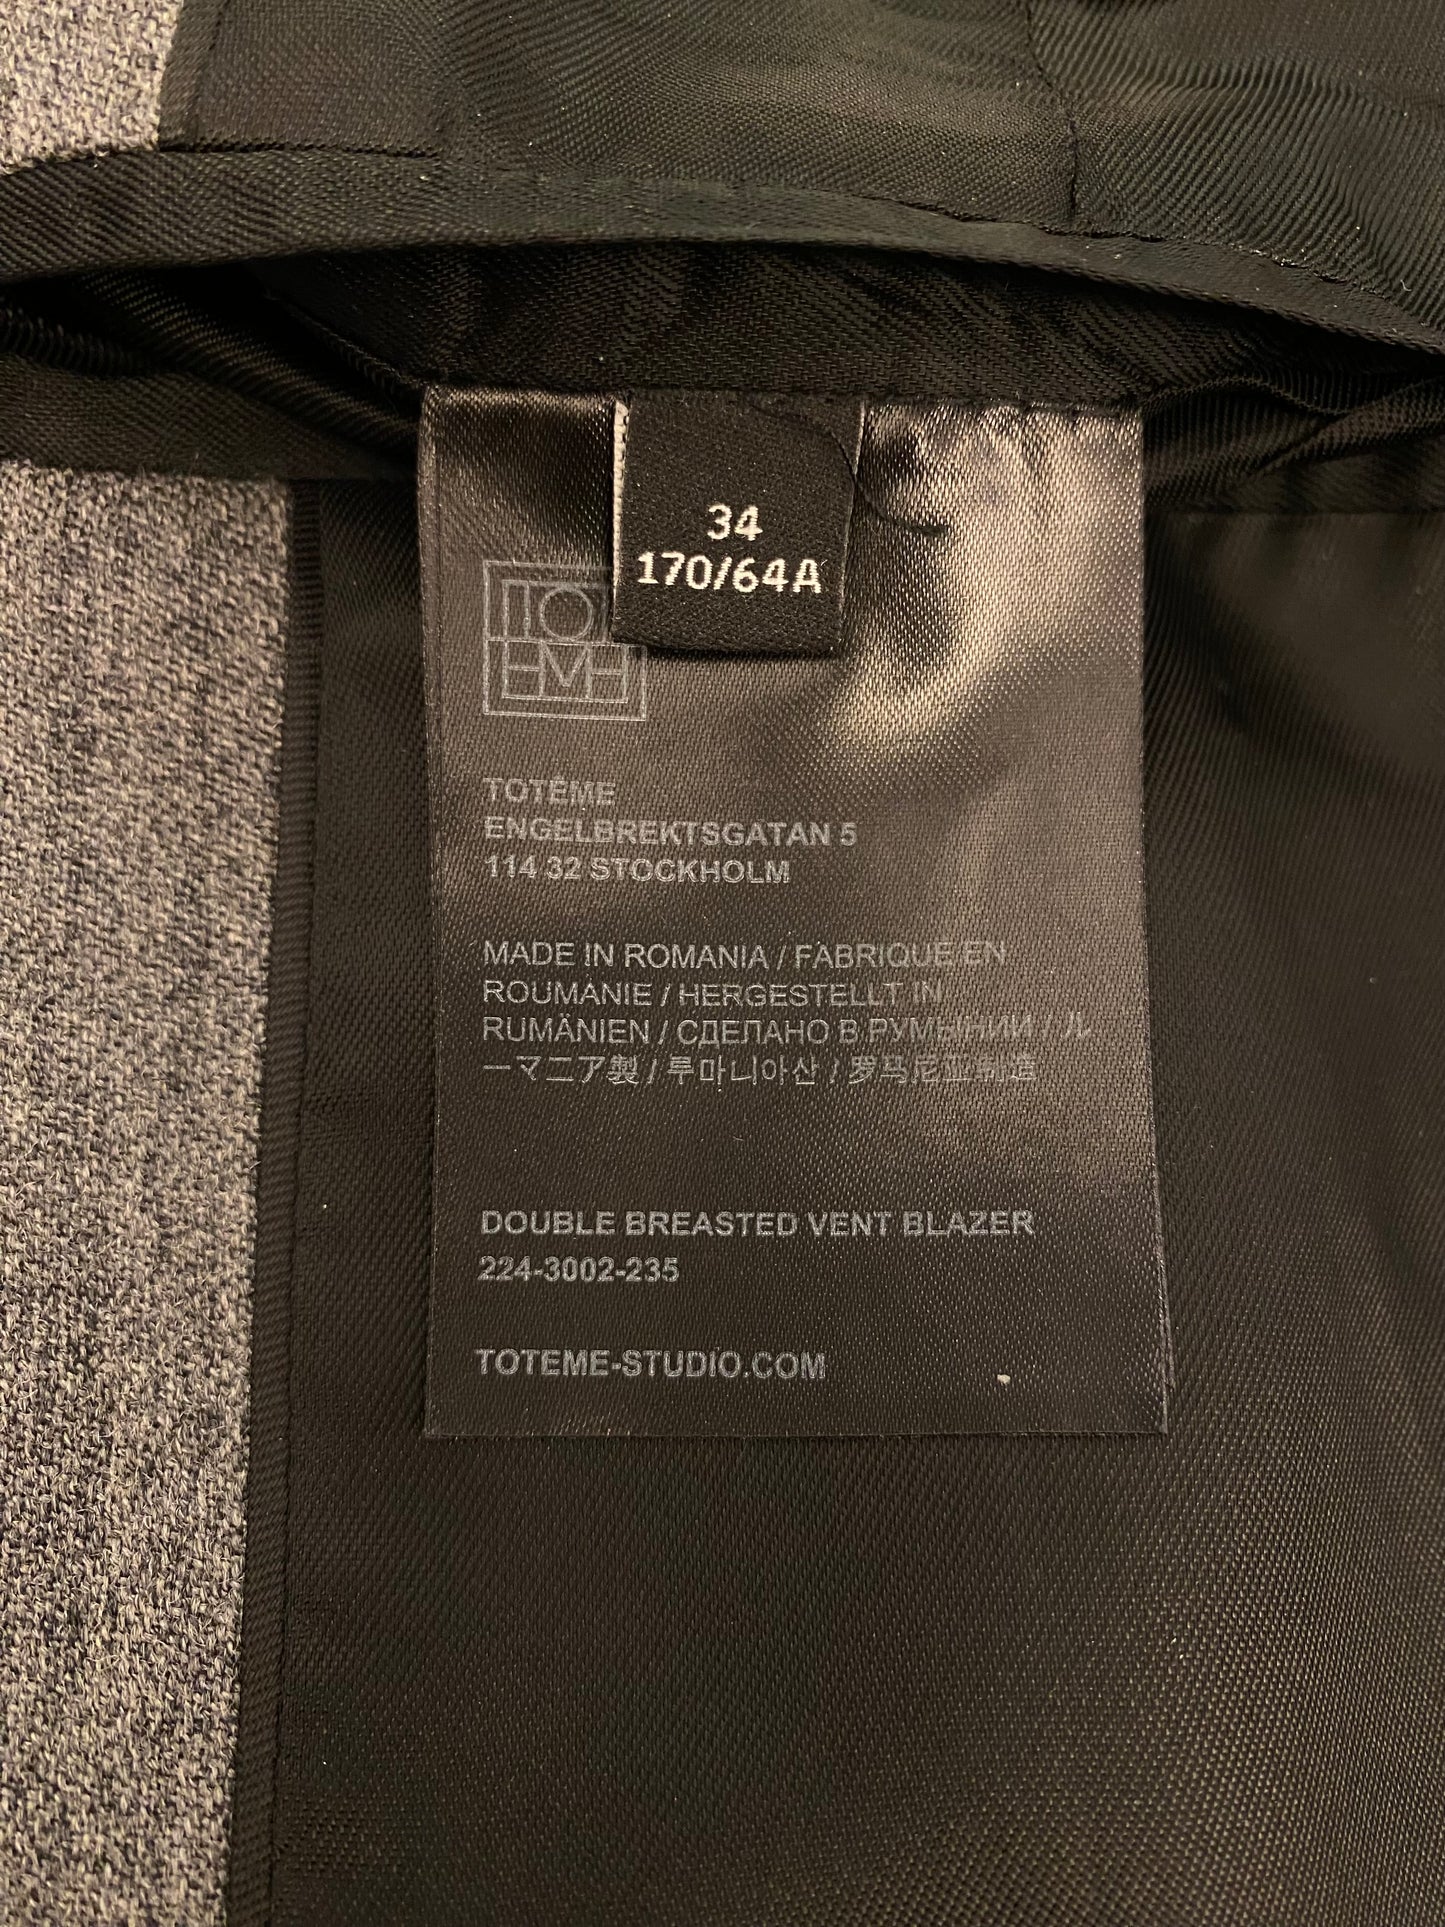 34
170/64A
TOTÊME
TOTÊME
ENGELBREKTSGATAN 5
114 32 STOCKHOLM
MADE IN ROMANIA / FABRIQUE EN
ROUMANIE / HERGESTELLT IN
RUMÄNIEN / СДЕЛАНО В РУМЫНИИ / ル
ーマニア製 / 루마니아산 / 罗马尼亚制造
DOUBLE BREASTED VENT BLAZER
224-3002-235
TOTEME-STUDIO.COM